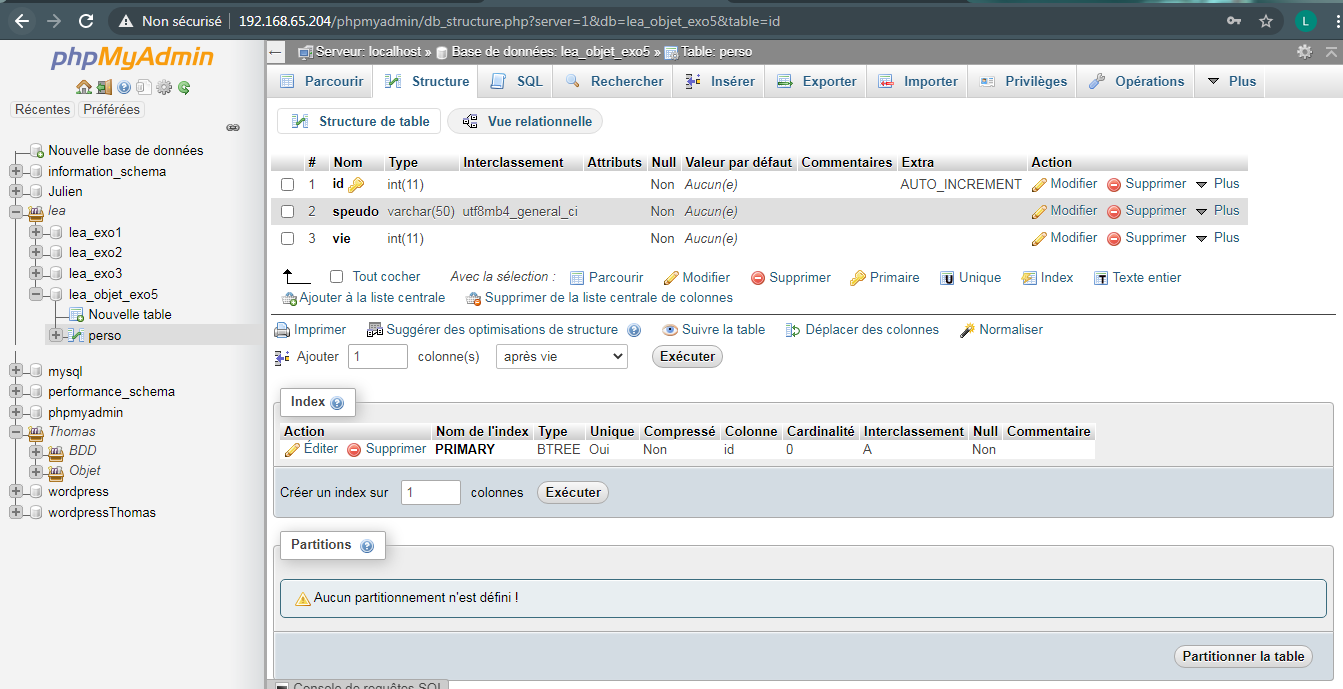 Non sécurisé 192.168.65.204/phpmyadmin/db_structure.php?server=1&db=lea_objet_exo5&table=id L
phpMyAdmin
Récentes Préférées
Nouvelle base de données
information_schema
Julien
lea
lea_exo1
lea_exo2
lea_exo3
lea_objet_exo5
Nouvelle table
perso
mysql
performance_schema
phpmyadmin
Thomas
BDD
Objet
wordpress
wordpressThomas
Serveur: localhost » Base de données: lea_objet_exo5 » Table: perso
Parcourir Structure SQL Rechercher Insérer Exporter Importer Privilèges Opérations Plus
Structure de table Vue relationnelle
# Nom Type Interclassement Attributs Null Valeur par défaut Commentaires Extra Action
1 id int(11) Non Aucun(e) AUTO_INCREMENT Modifier Supprimer Plus
2 speudo varchar(50) utf8mb4_general_ci Non Aucun(e) Modifier Supprimer Plus
3 vie int(11) Non Aucun(e) Modifier Supprimer Plus
Tout cocher Avec la sélection : Parcourir Modifier Supprimer Primaire Unique Index Texte entier
Ajouter à la liste centrale Supprimer de la liste centrale de colonnes
Imprimer Suggérer des optimisations de structure Suivre la table Déplacer des colonnes Normaliser
Ajouter 1 colonne(s) après vie Exécuter
Index
Action Nom de l'index Type Unique Compressé Colonne Cardinalité Interclassement Null Commentaire
Éditer Supprimer PRIMARY BTREE Oui Non id 0 A Non
Créer un index sur 1 colonnes Exécuter
Partitions
Aucun partitionnement n'est défini !
Partitionner la table
Console de requêtes SQL